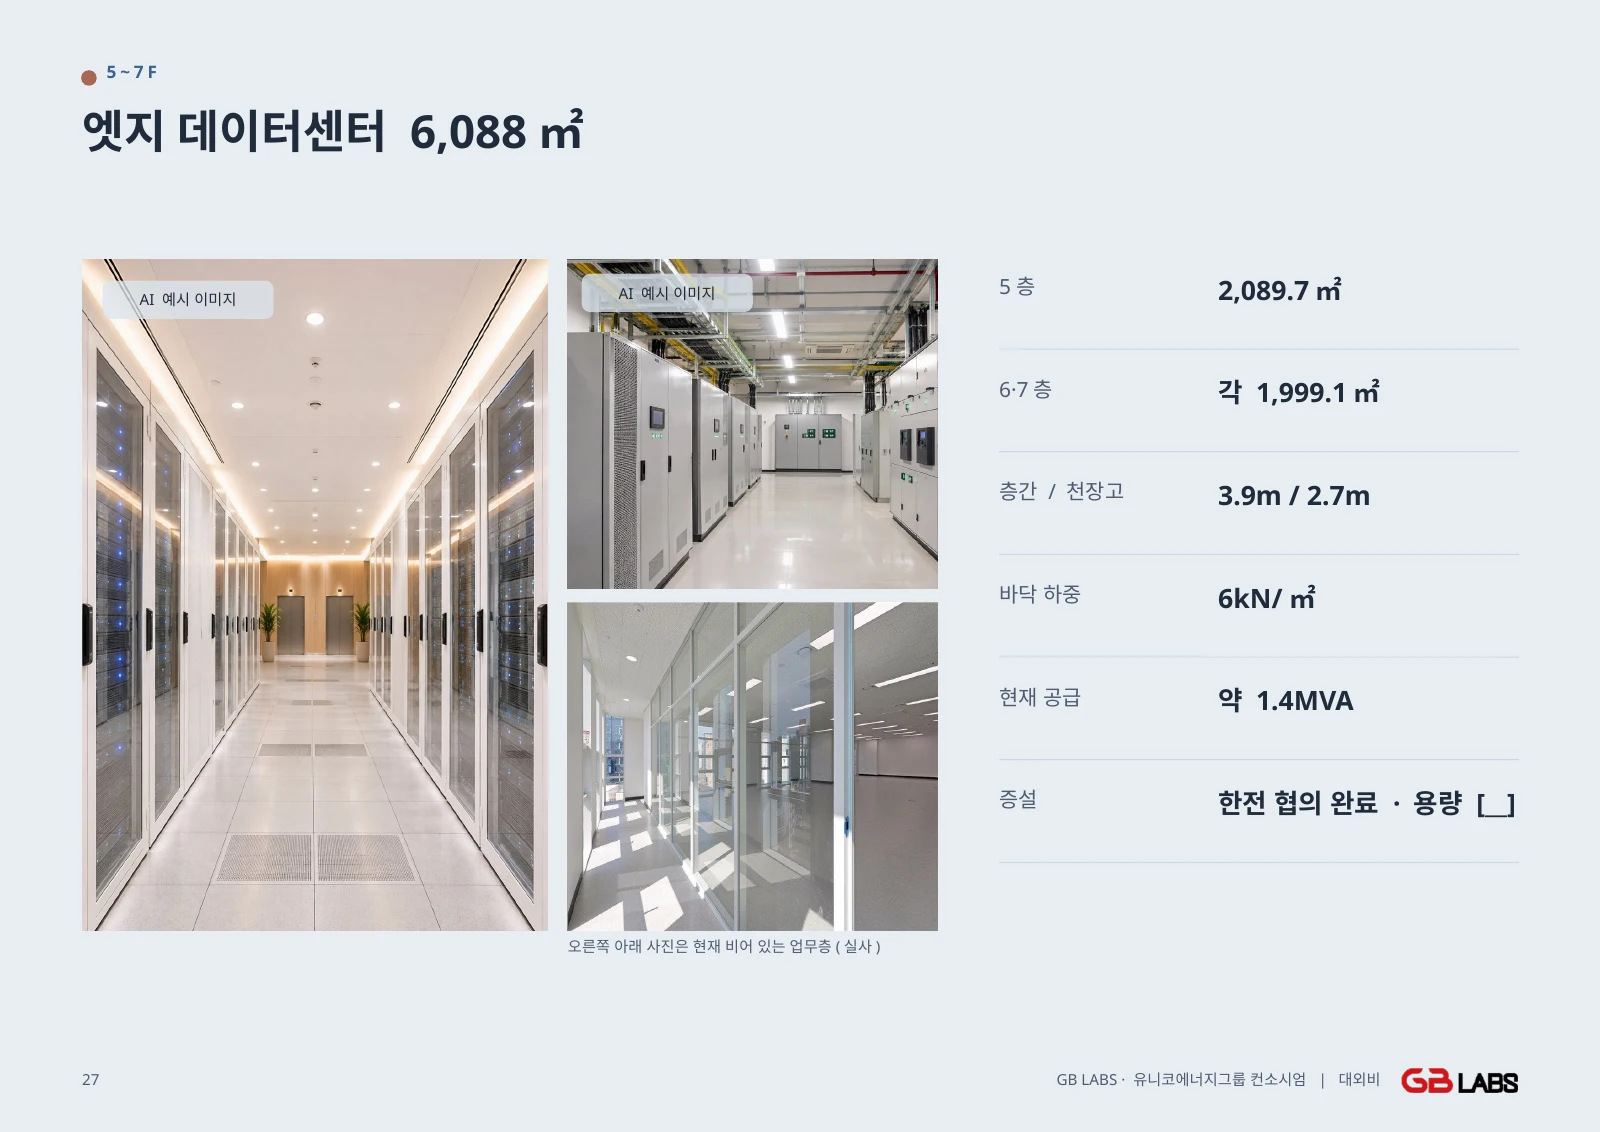 5~7F
엣지 데이터센터 6,088 ㎡
AI 예시 이미지
AI 예시 이미지
오른쪽 아래 사진은 현재 비어 있는 업무층 ( 실사 )
5 층
2,089.7 ㎡
6·7 층
각 1,999.1 ㎡
층간 / 천장고
3.9m / 2.7m
바닥 하중
6kN/ ㎡
현재 공급
약 1.4MVA
증설
한전 협의 완료 · 용량 [__]
27
GB LABS · 유니코에너지그룹 컨소시엄 | 대외비
GB LABS